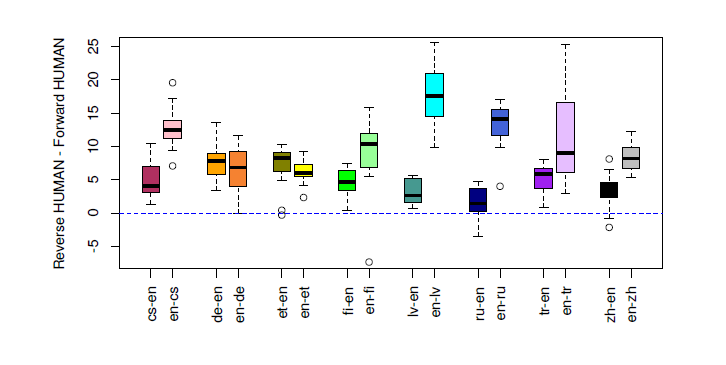 Reverse HUMAN - Forward HUMAN
25
20
15
10
5
0
-5
cs-en
en-cs
de-en
en-de
et-en
en-et
fi-en
en-fi
lv-en
en-lv
ru-en
en-ru
tr-en
en-tr
zh-en
en-zh